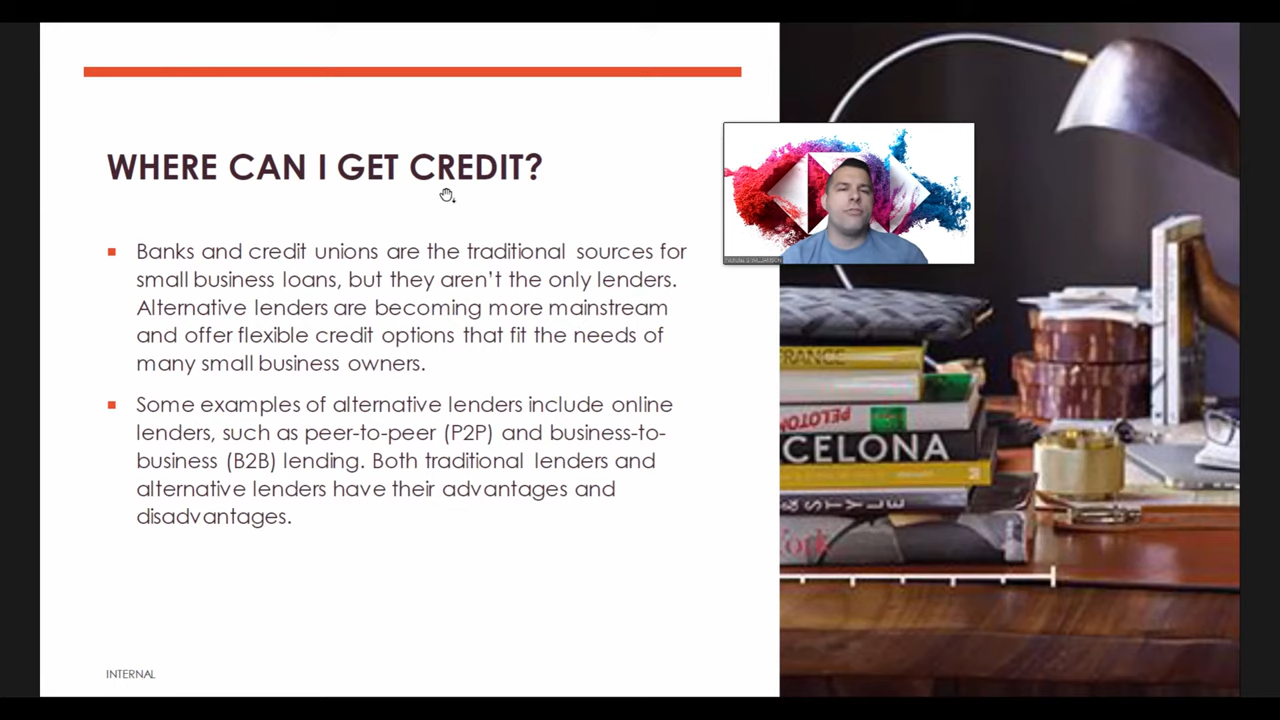 WHERE CAN I GET CREDIT?
Banks and credit unions are the traditional sources for
small business loans, but they aren't the only lenders.
Alternative lenders are becoming more mainstream
and offer flexible credit options that fit the needs of
many small business owners.
Some examples of alternative lenders include online
lenders, such as peer-to-peer (P2P) and business-to-
business (B2B) lending. Both traditional lenders and
alternative lenders have their advantages and
disadvantages.
INTERNAL
FRANCE
PELOTON
CELONA
& STYLE
York